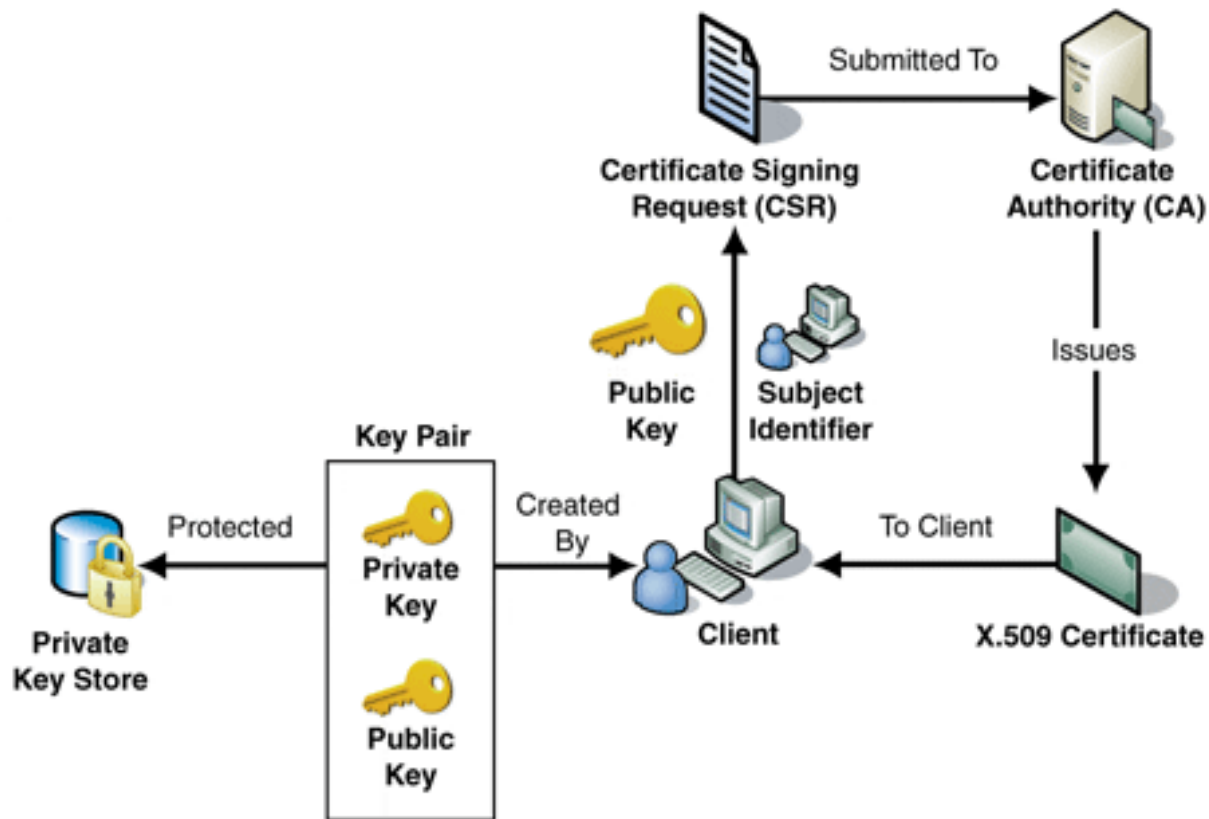 Submitted To
Certificate Signing
Request (CSR)
Certificate
Authority (CA)
Public
Key
Subject
Identifier
Issues
Key Pair
Protected
Private
Key
Created
By
To Client
Private
Key Store
Client
X.509 Certificate
Public
Key